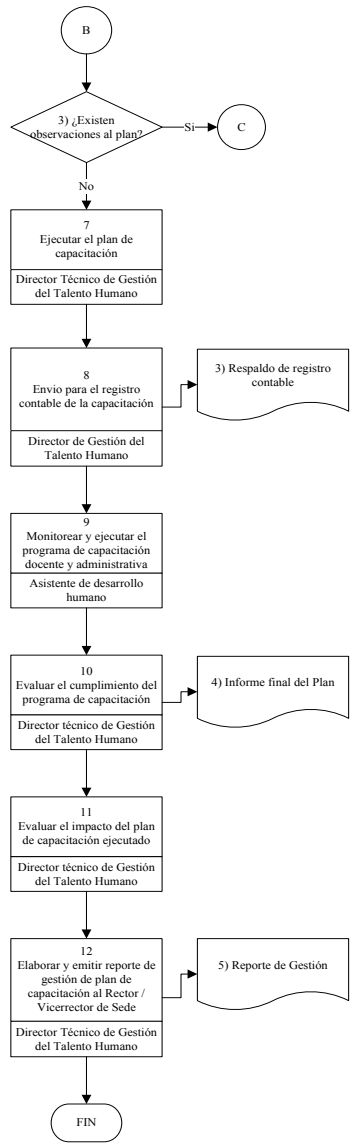 B
3) ¿Existen
observaciones al plan?
Si
C
No
7
Ejecutar el plan de
capacitación
Director Técnico de Gestión
del Talento Humano
8
Envio para el registro
contable de la capacitación
Director de Gestión del
Talento Humano
3) Respaldo de registro
contable
9
Monitorear y ejecutar el
programa de capacitación
docente y administrativa
Asistente de desarrollo
humano
10
Evaluar el cumplimiento del
programa de capacitación
Director técnico de Gestión
del Talento Humano
4) Informe final del Plan
11
Evaluar el impacto del plan
de capacitación ejecutado
Director técnico de Gestión
del Talento Humano
12
Elaborar y emitir reporte de
gestión de plan de
capacitación al Rector /
Vicerrector de Sede
Director Técnico de Gestión
del Talento Humano
5) Reporte de Gestión
FIN